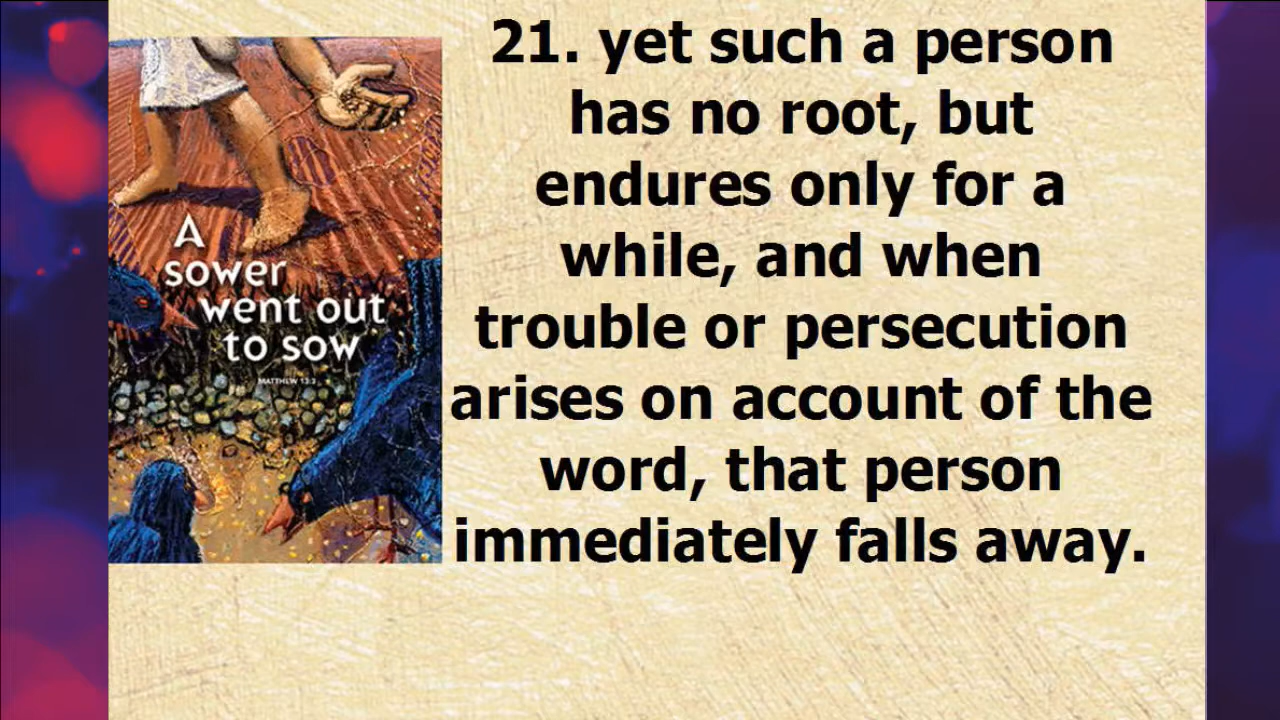 21. yet such a person
has no root, but
endures only for a
while, and when
trouble or persecution
arises on account of the
word, that person
immediately falls away.
A
sower
went out
to sow
MATTHEW 13:3